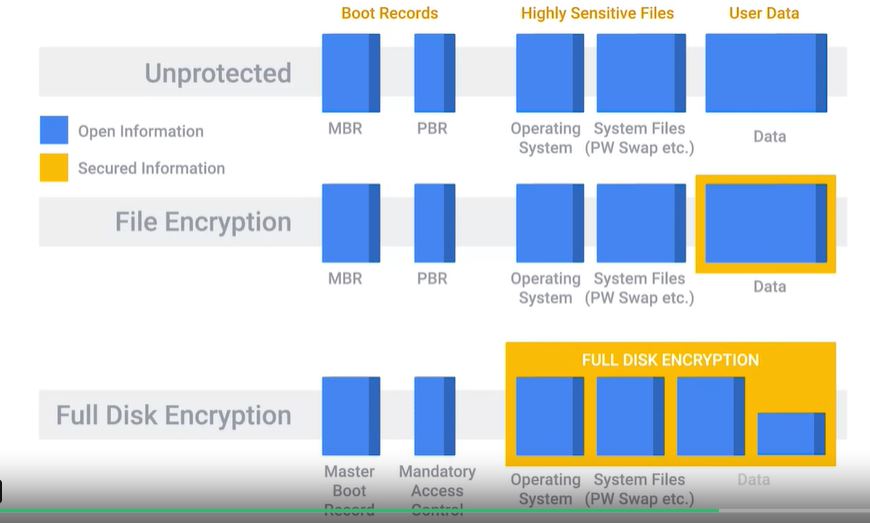 Boot Records
Highly Sensitive Files
User Data
Unprotected
MBR
PBR
Operating
System
System Files
(PW Swap etc.)
Data
Open Information
Secured Information
File Encryption
MBR
PBR
Operating
System
System Files
(PW Swap etc.)
Data
FULL DISK ENCRYPTION
Full Disk Encryption
Master
Boot
Record
Mandatory
Access
Control
Operating
System
System Files
(PW Swap etc.)
Data